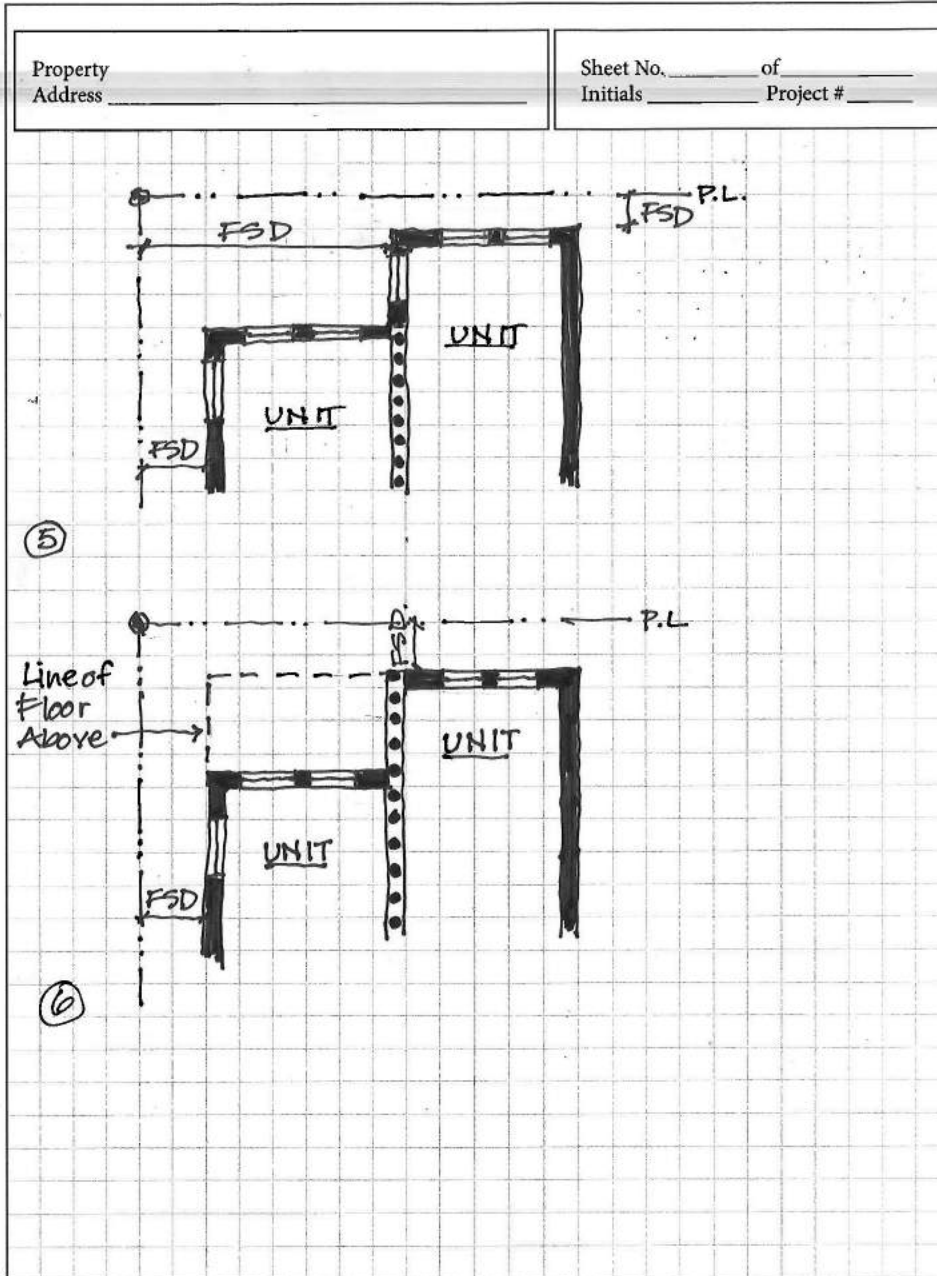 Property
Address
Sheet No. of
Initials Project #
P.L.
FSD
FSD
UNIT
UNIT
FSD
5
P.L
FSD.
Line of
Floor
Above
UNIT
UNIT
FSD
6